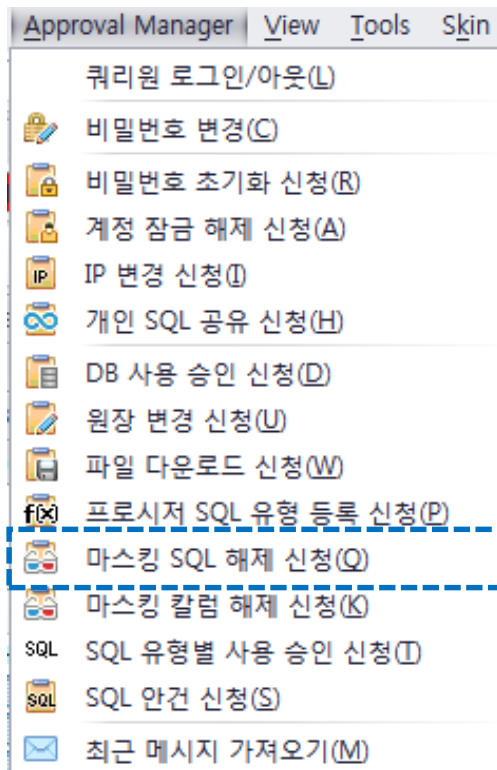 Approval Manager View Tools Skin
쿼리원 로그인/아웃(L)
비밀번호 변경(C)
비밀번호 초기화 신청(R)
계정 잠금 해제 신청(A)
IP IP 변경 신청(I)
개인 SQL 공유 신청(H)
DB 사용 승인 신청(D)
원장 변경 신청(U)
파일 다운로드 신청(W)
f(x) 프로시저 SQL 유형 등록 신청(P)
마스킹 SQL 해제 신청(Q)
마스킹 칼럼 해제 신청(K)
SQL SQL 유형별 사용 승인 신청(T)
SQL SQL 안건 신청(S)
최근 메시지 가져오기(M)